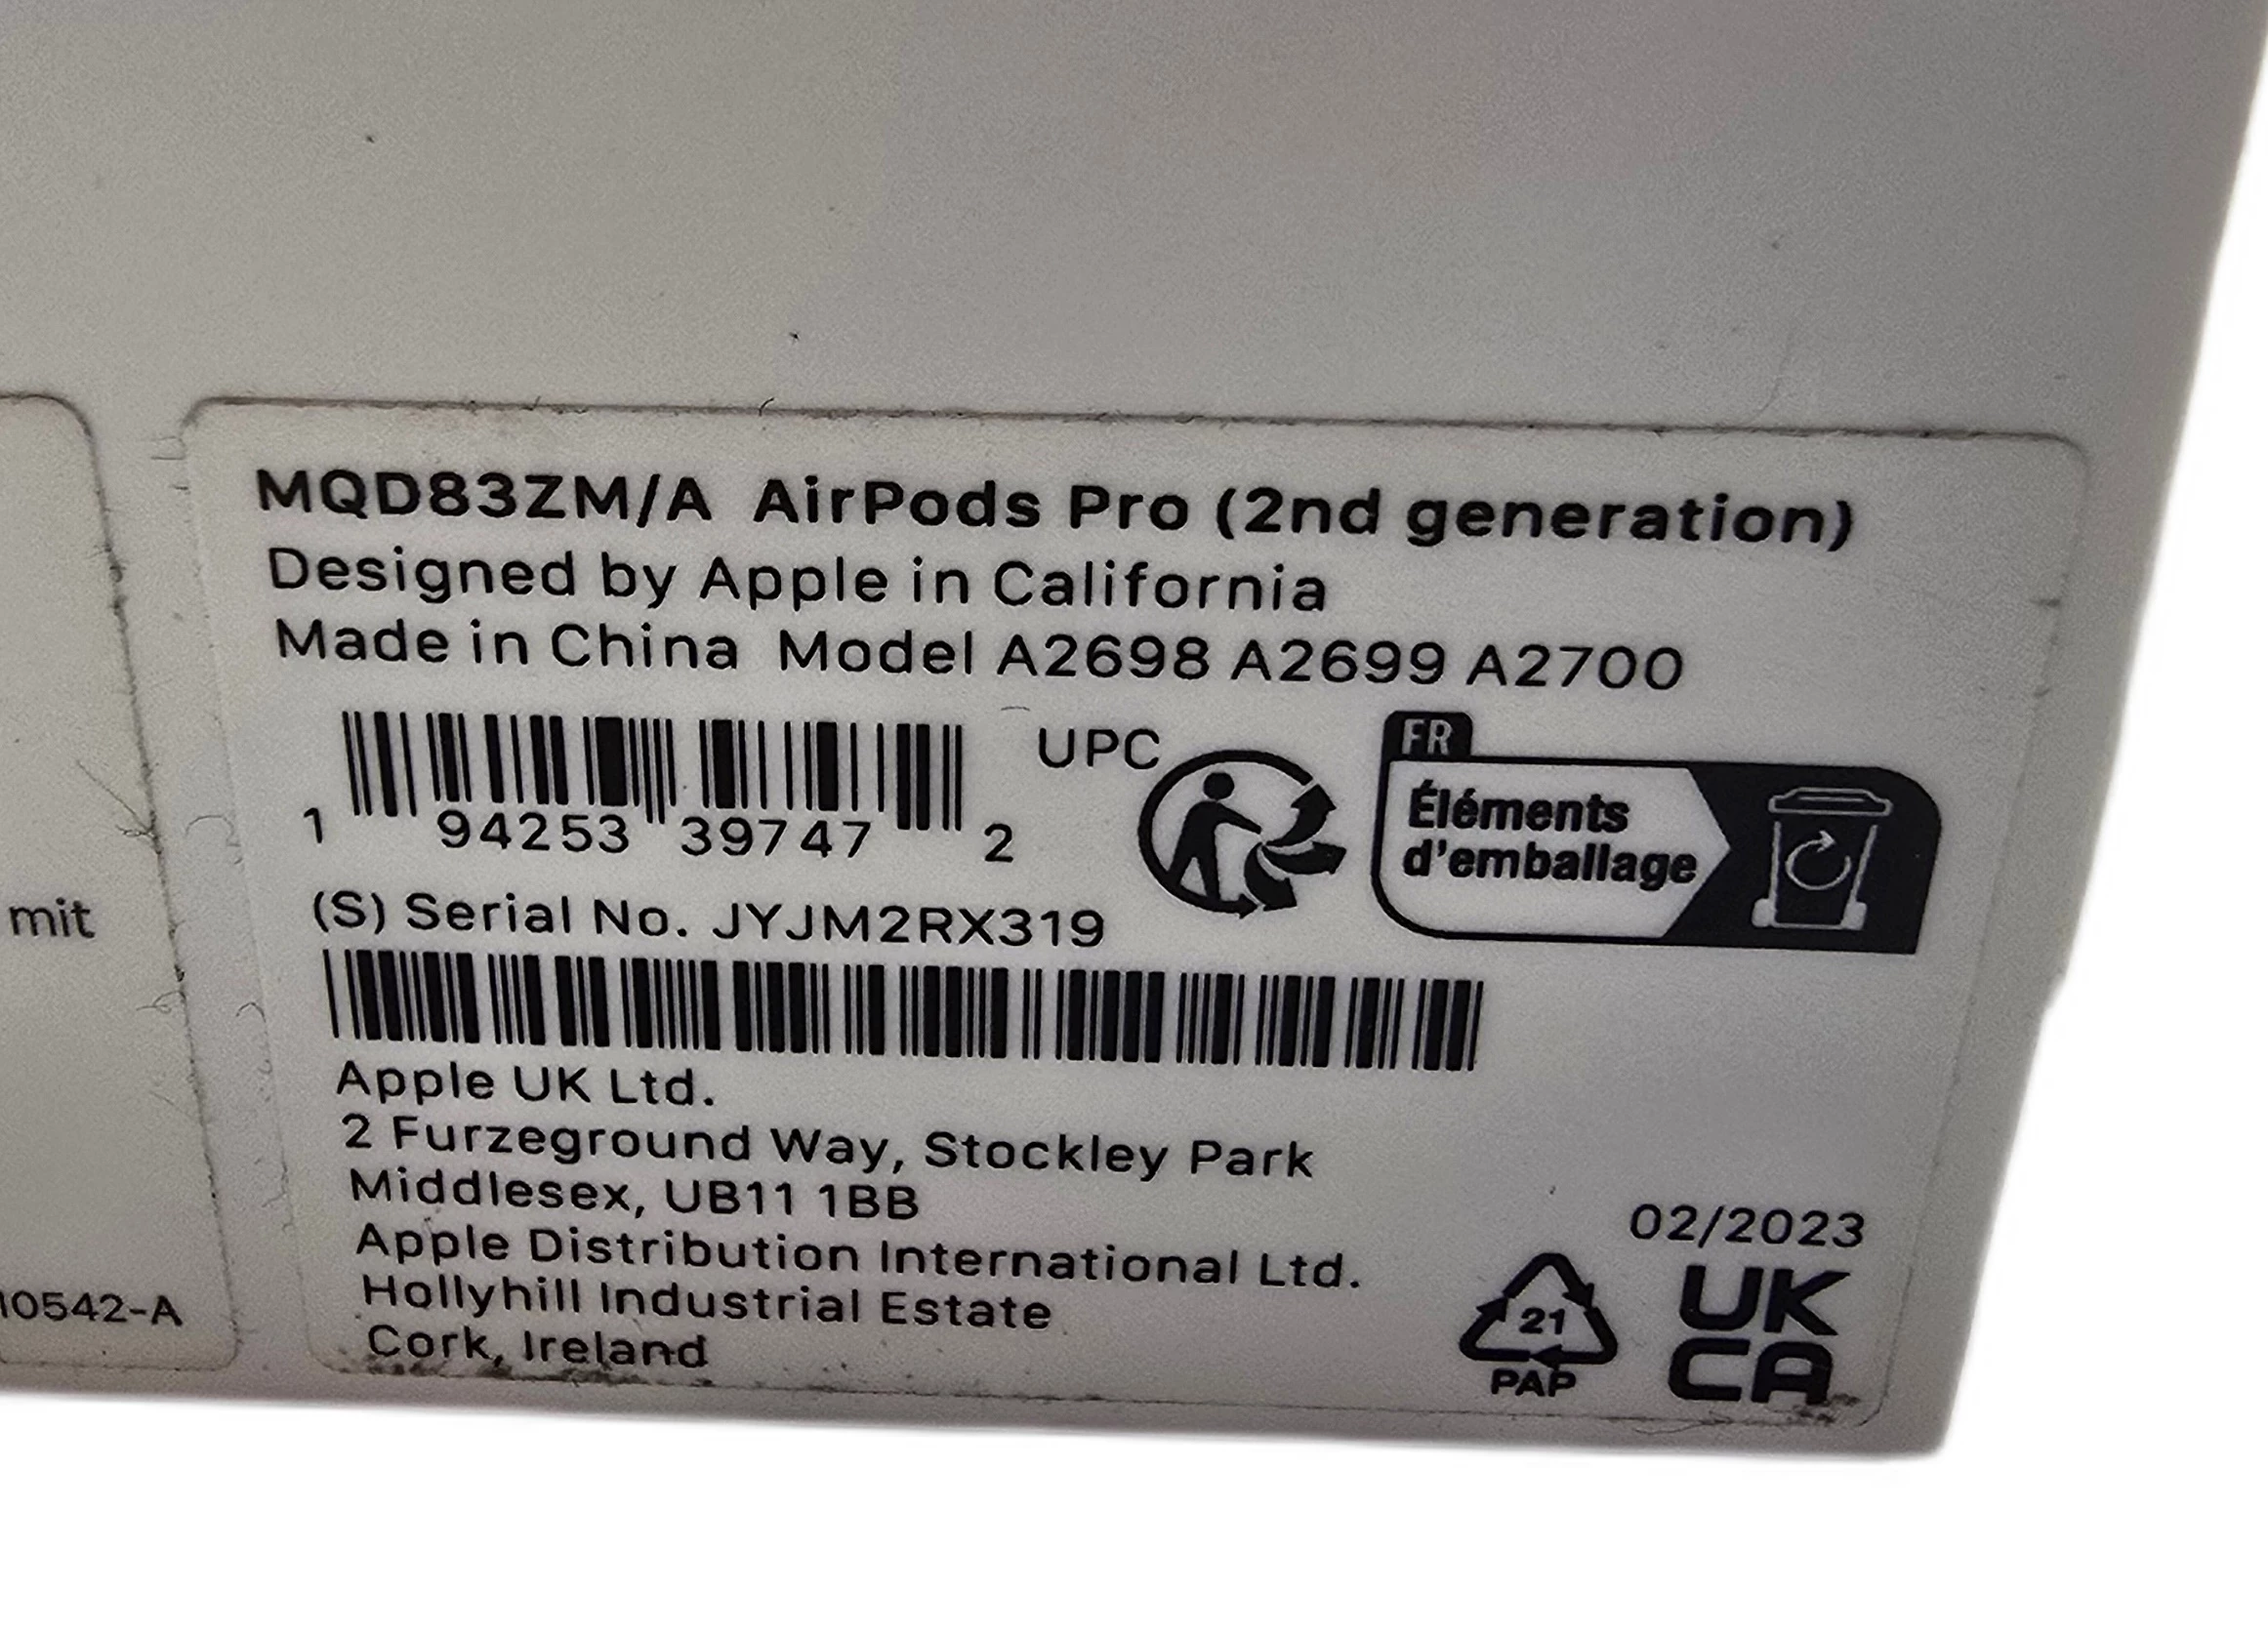 MQD83ZM/A AirPods Pro (2nd generation)
Designed by Apple in California
Made in China Model A2698 A2699 A2700
UPC
1 94253 39747 2
FR
Éléments
d'emballage
(S) Serial No. JYJM2RX319
Apple UK Ltd.
2 Furzeground Way, Stockley Park
Middlesex, UB11 1BB
Apple Distribution International Ltd.
Hollyhill Industrial Estate
Cork, Ireland
02/2023
21
PAP
UK
CA
mit
10542-A